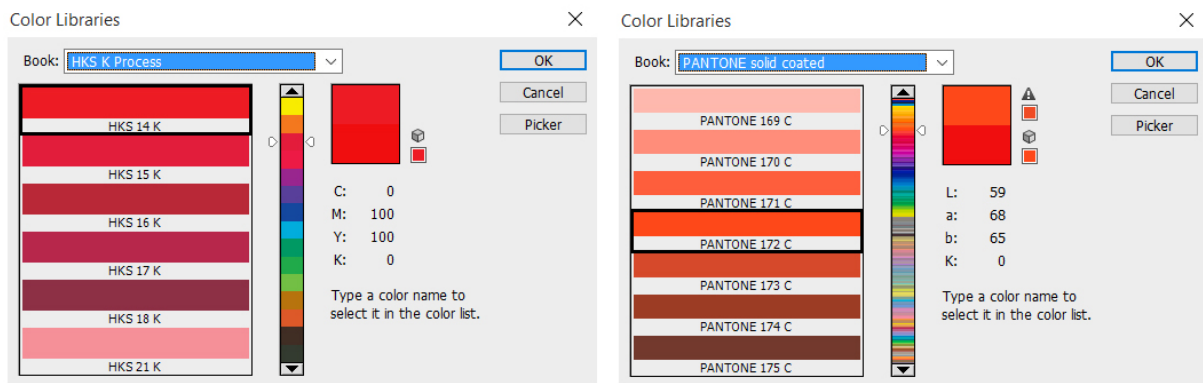 Color Libraries
Book: HKS K Process
OK
Cancel
Picker
HKS 14 K
HKS 15 K
HKS 16 K
HKS 17 K
HKS 18 K
HKS 21 K
C: 0
M: 100
Y: 100
K: 0
Type a color name to
select it in the color list.
Color Libraries
Book: PANTONE solid coated
OK
Cancel
Picker
PANTONE 169 C
PANTONE 170 C
PANTONE 171 C
PANTONE 172 C
PANTONE 173 C
PANTONE 174 C
PANTONE 175 C
L: 59
a: 68
b: 65
K: 0
Type a color name to
select it in the color list.